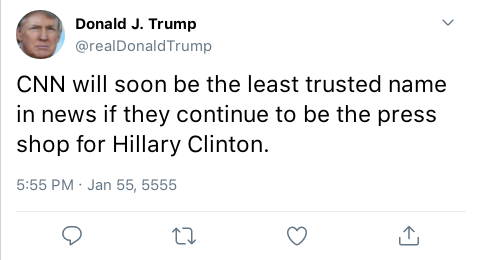 Donald J. Trump
@realDonaldTrump
CNN will soon be the least trusted name
in news if they continue to be the press
shop for Hillary Clinton.
5:55 PM · Jan 55, 5555